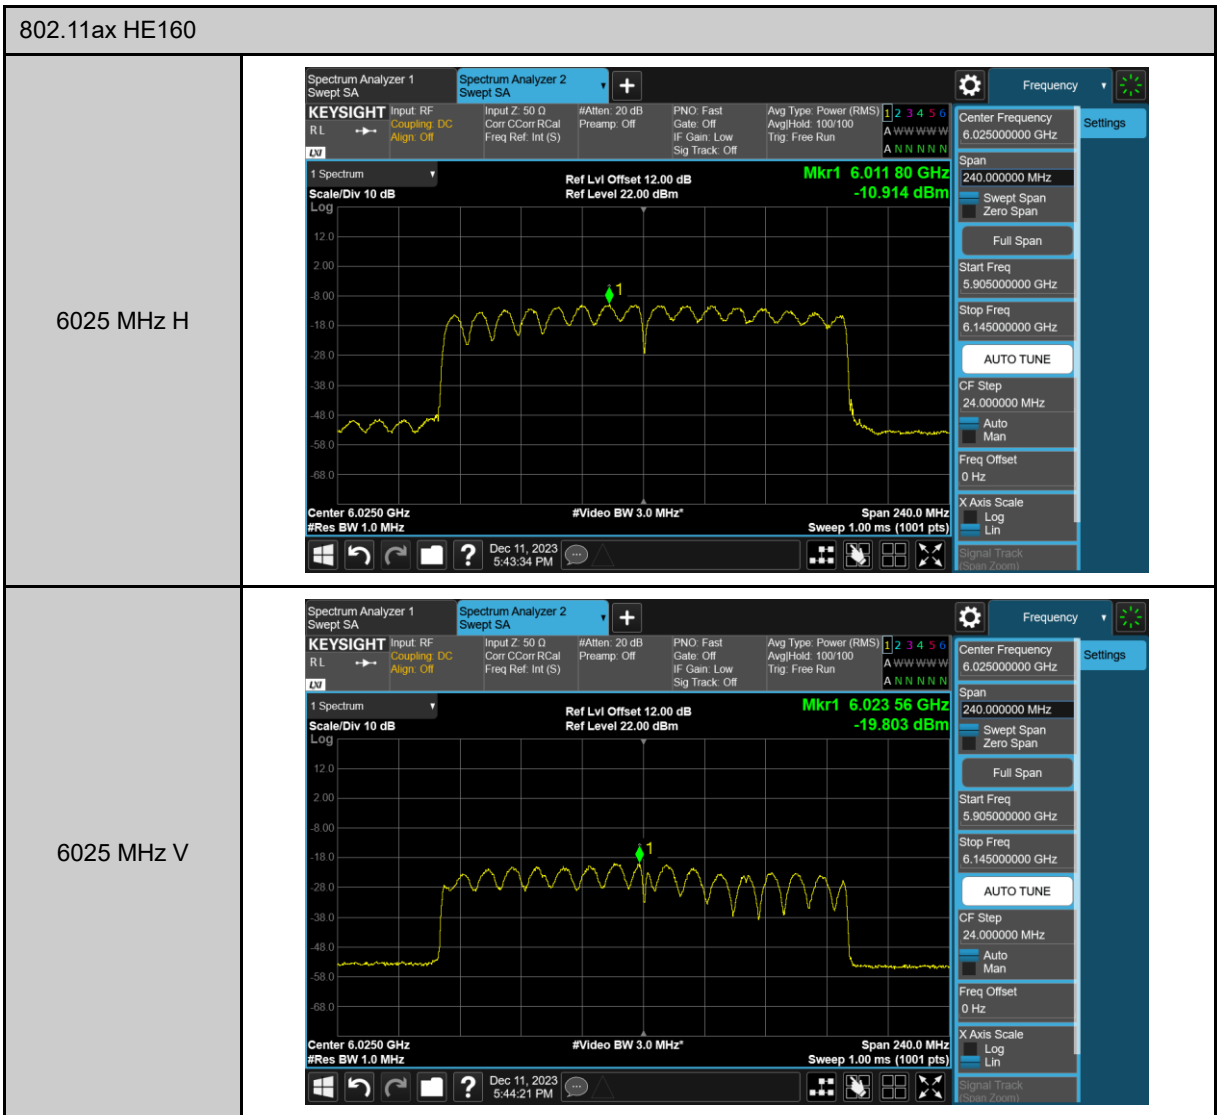 802.11ax HE160
6025 MHz H
Spectrum Analyzer 1
Swept SA
Spectrum Analyzer 2
Swept SA
Frequency
KEYSIGHT
RL
LXI
Input: RF
Coupling: DC
Align: Off
Input Z: 50 Ω
Corr CCorr RCal
Freq Ref: Int (S)
#Atten: 20 dB
Preamp: Off
PNO: Fast
Gate: Off
IF Gain: Low
Sig Track: Off
Avg Type: Power (RMS)
Avg|Hold: 100/100
Trig: Free Run
1 2 3 4 5 6
A W W W W W
A N N N N N
1 Spectrum
Scale/Div 10 dB
Log
Ref Lvl Offset 12.00 dB
Ref Level 22.00 dBm
Mkr1 6.011 80 GHz
-10.914 dBm
12.0
2.00
-8.00
-18.0
-28.0
-38.0
-48.0
-58.0
-68.0
1
Center 6.0250 GHz
#Res BW 1.0 MHz
#Video BW 3.0 MHz*
Span 240.0 MHz
Sweep 1.00 ms (1001 pts)
Dec 11, 2023
5:43:34 PM
Center Frequency
6.025000000 GHz
Settings
Span
240.000000 MHz
Swept Span
Zero Span
Full Span
Start Freq
5.905000000 GHz
Stop Freq
6.145000000 GHz
AUTO TUNE
CF Step
24.000000 MHz
Auto
Man
Freq Offset
0 Hz
X Axis Scale
Log
Lin
Signal Track
(Span Zoom)
6025 MHz V
Spectrum Analyzer 1
Swept SA
Spectrum Analyzer 2
Swept SA
Frequency
KEYSIGHT
RL
LXI
Input: RF
Coupling: DC
Align: Off
Input Z: 50 Ω
Corr CCorr RCal
Freq Ref: Int (S)
#Atten: 20 dB
Preamp: Off
PNO: Fast
Gate: Off
IF Gain: Low
Sig Track: Off
Avg Type: Power (RMS)
Avg|Hold: 100/100
Trig: Free Run
1 2 3 4 5 6
A W W W W W
A N N N N N
1 Spectrum
Scale/Div 10 dB
Log
Ref Lvl Offset 12.00 dB
Ref Level 22.00 dBm
Mkr1 6.023 56 GHz
-19.803 dBm
12.0
2.00
-8.00
-18.0
-28.0
-38.0
-48.0
-58.0
-68.0
1
Center 6.0250 GHz
#Res BW 1.0 MHz
#Video BW 3.0 MHz*
Span 240.0 MHz
Sweep 1.00 ms (1001 pts)
Dec 11, 2023
5:44:21 PM
Center Frequency
6.025000000 GHz
Settings
Span
240.000000 MHz
Swept Span
Zero Span
Full Span
Start Freq
5.905000000 GHz
Stop Freq
6.145000000 GHz
AUTO TUNE
CF Step
24.000000 MHz
Auto
Man
Freq Offset
0 Hz
X Axis Scale
Log
Lin
Signal Track
(Span Zoom)